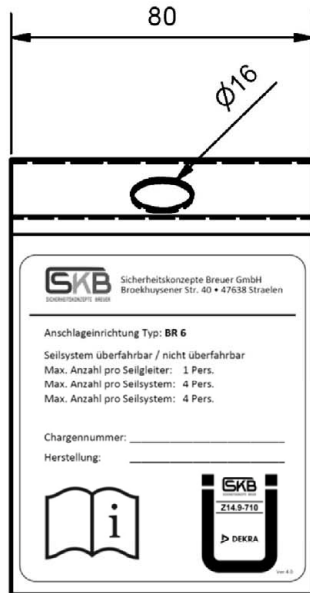 80
Ø16
SKB
SICHERHEITSKONZEPTE BREUER
Sicherheitskonzepte Breuer GmbH
Broekhuysener Str. 40 • 47638 Straelen
Anschlageinrichtung Typ: BR 6
Seilsystem überfahrbar / nicht überfahrbar
Max. Anzahl pro Seilgleiter: 1 Pers.
Max. Anzahl pro Seilsystem: 4 Pers.
Max. Anzahl pro Seilsystem: 4 Pers.
Chargennummer:
Herstellung:
i
SKB
Z14.9-710
DEKRA